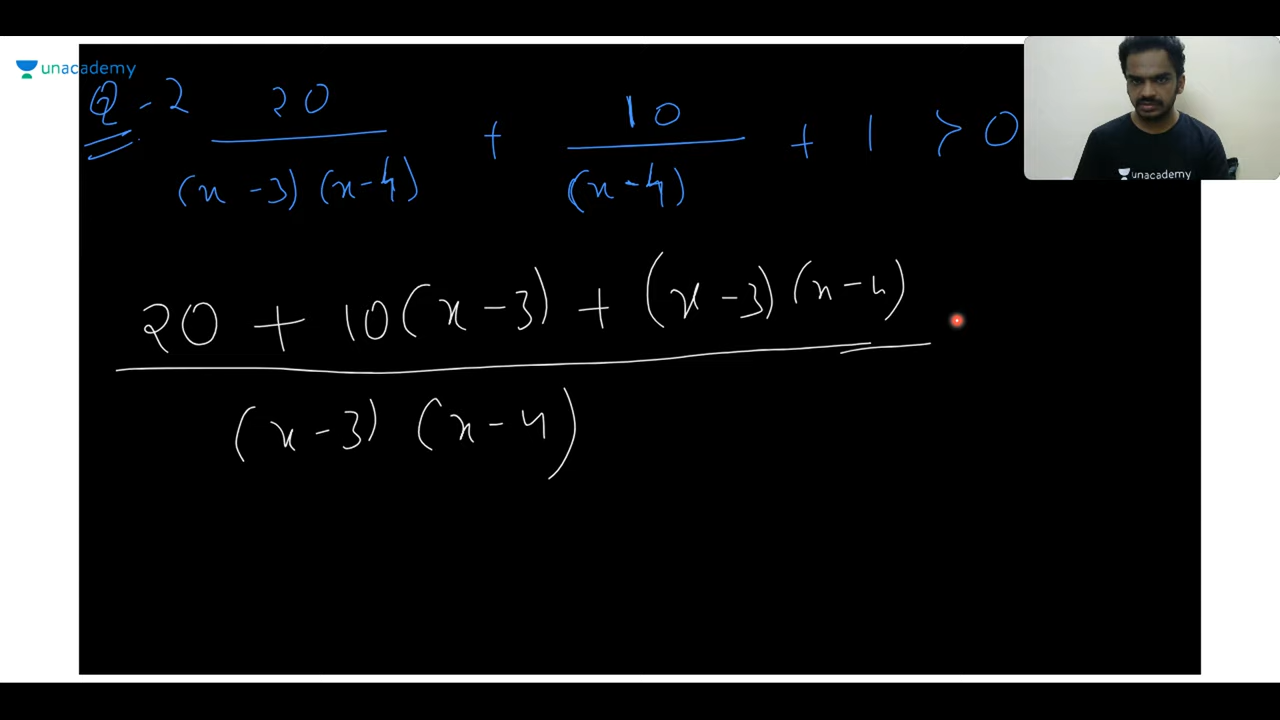 unacademy
Q-2 20/((x-3)(x-4)) + 10/(x-4) + 1 > 0
unacademy
(20 + 10(x-3) + (x-3)(x-4))/((x-3)(x-4))